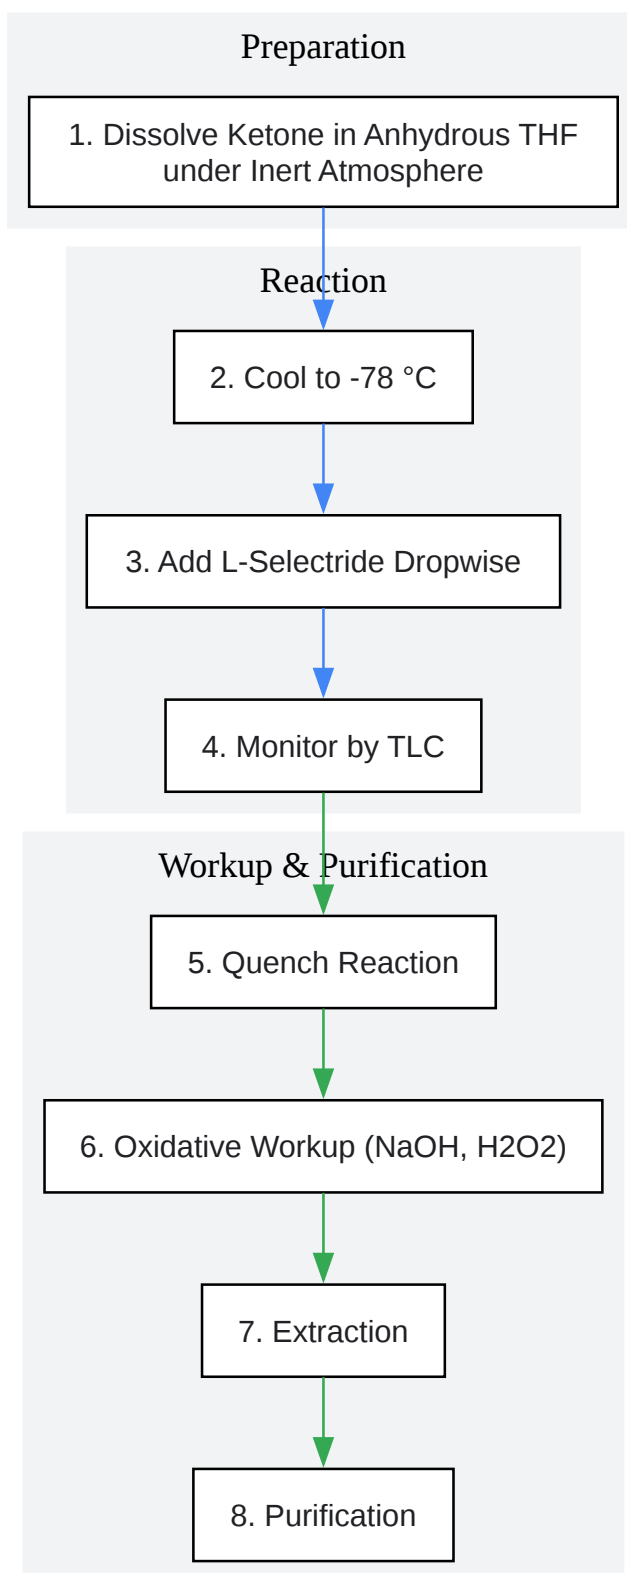 Preparation
1. Dissolve Ketone in Anhydrous THF
under Inert Atmosphere
Reaction
2. Cool to -78 °C
3. Add L-Selectride Dropwise
4. Monitor by TLC
Workup & Purification
5. Quench Reaction
6. Oxidative Workup (NaOH, H2O2)
7. Extraction
8. Purification